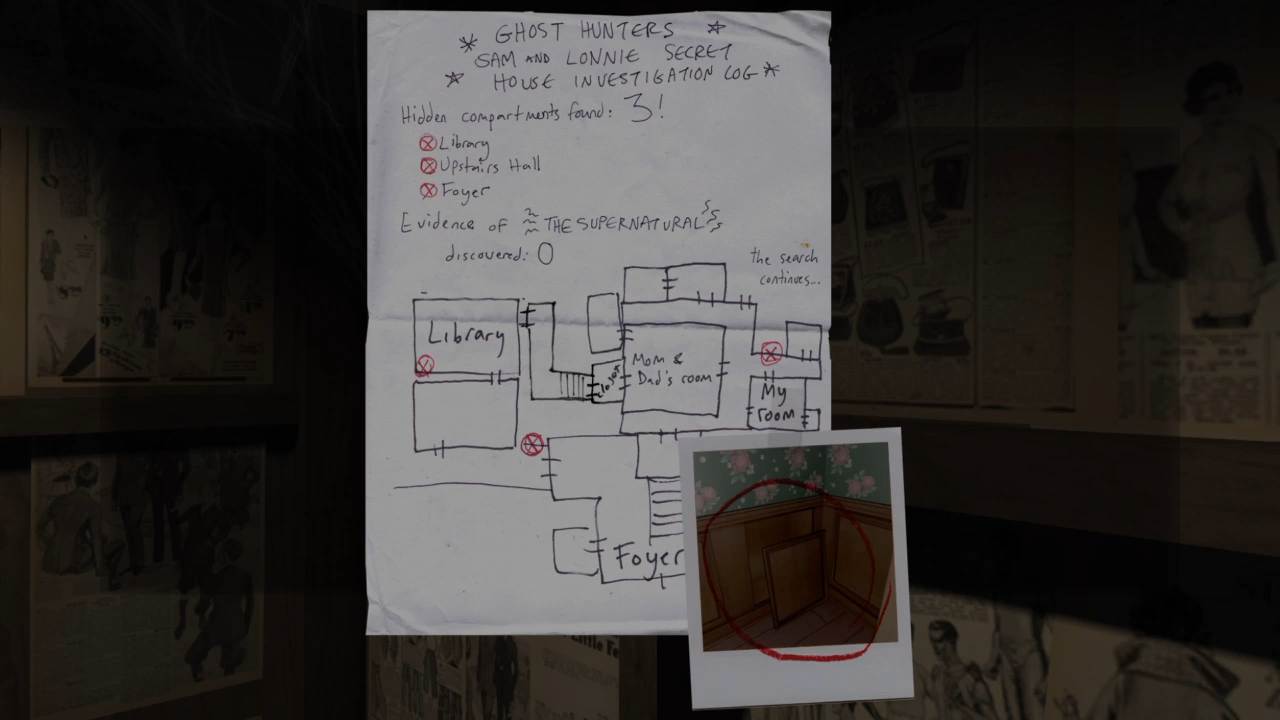 GHOST HUNTERS
SAM AND LONNIE SECRET
HOUSE INVESTIGATION LOG
Hidden compartments found: 3!
Library
Upstairs Hall
Foyer
Evidence of THE SUPERNATURAL
discovered: 0
the search
continues...
Library
Mom &
Dad's room
closet
My
room
Foyer